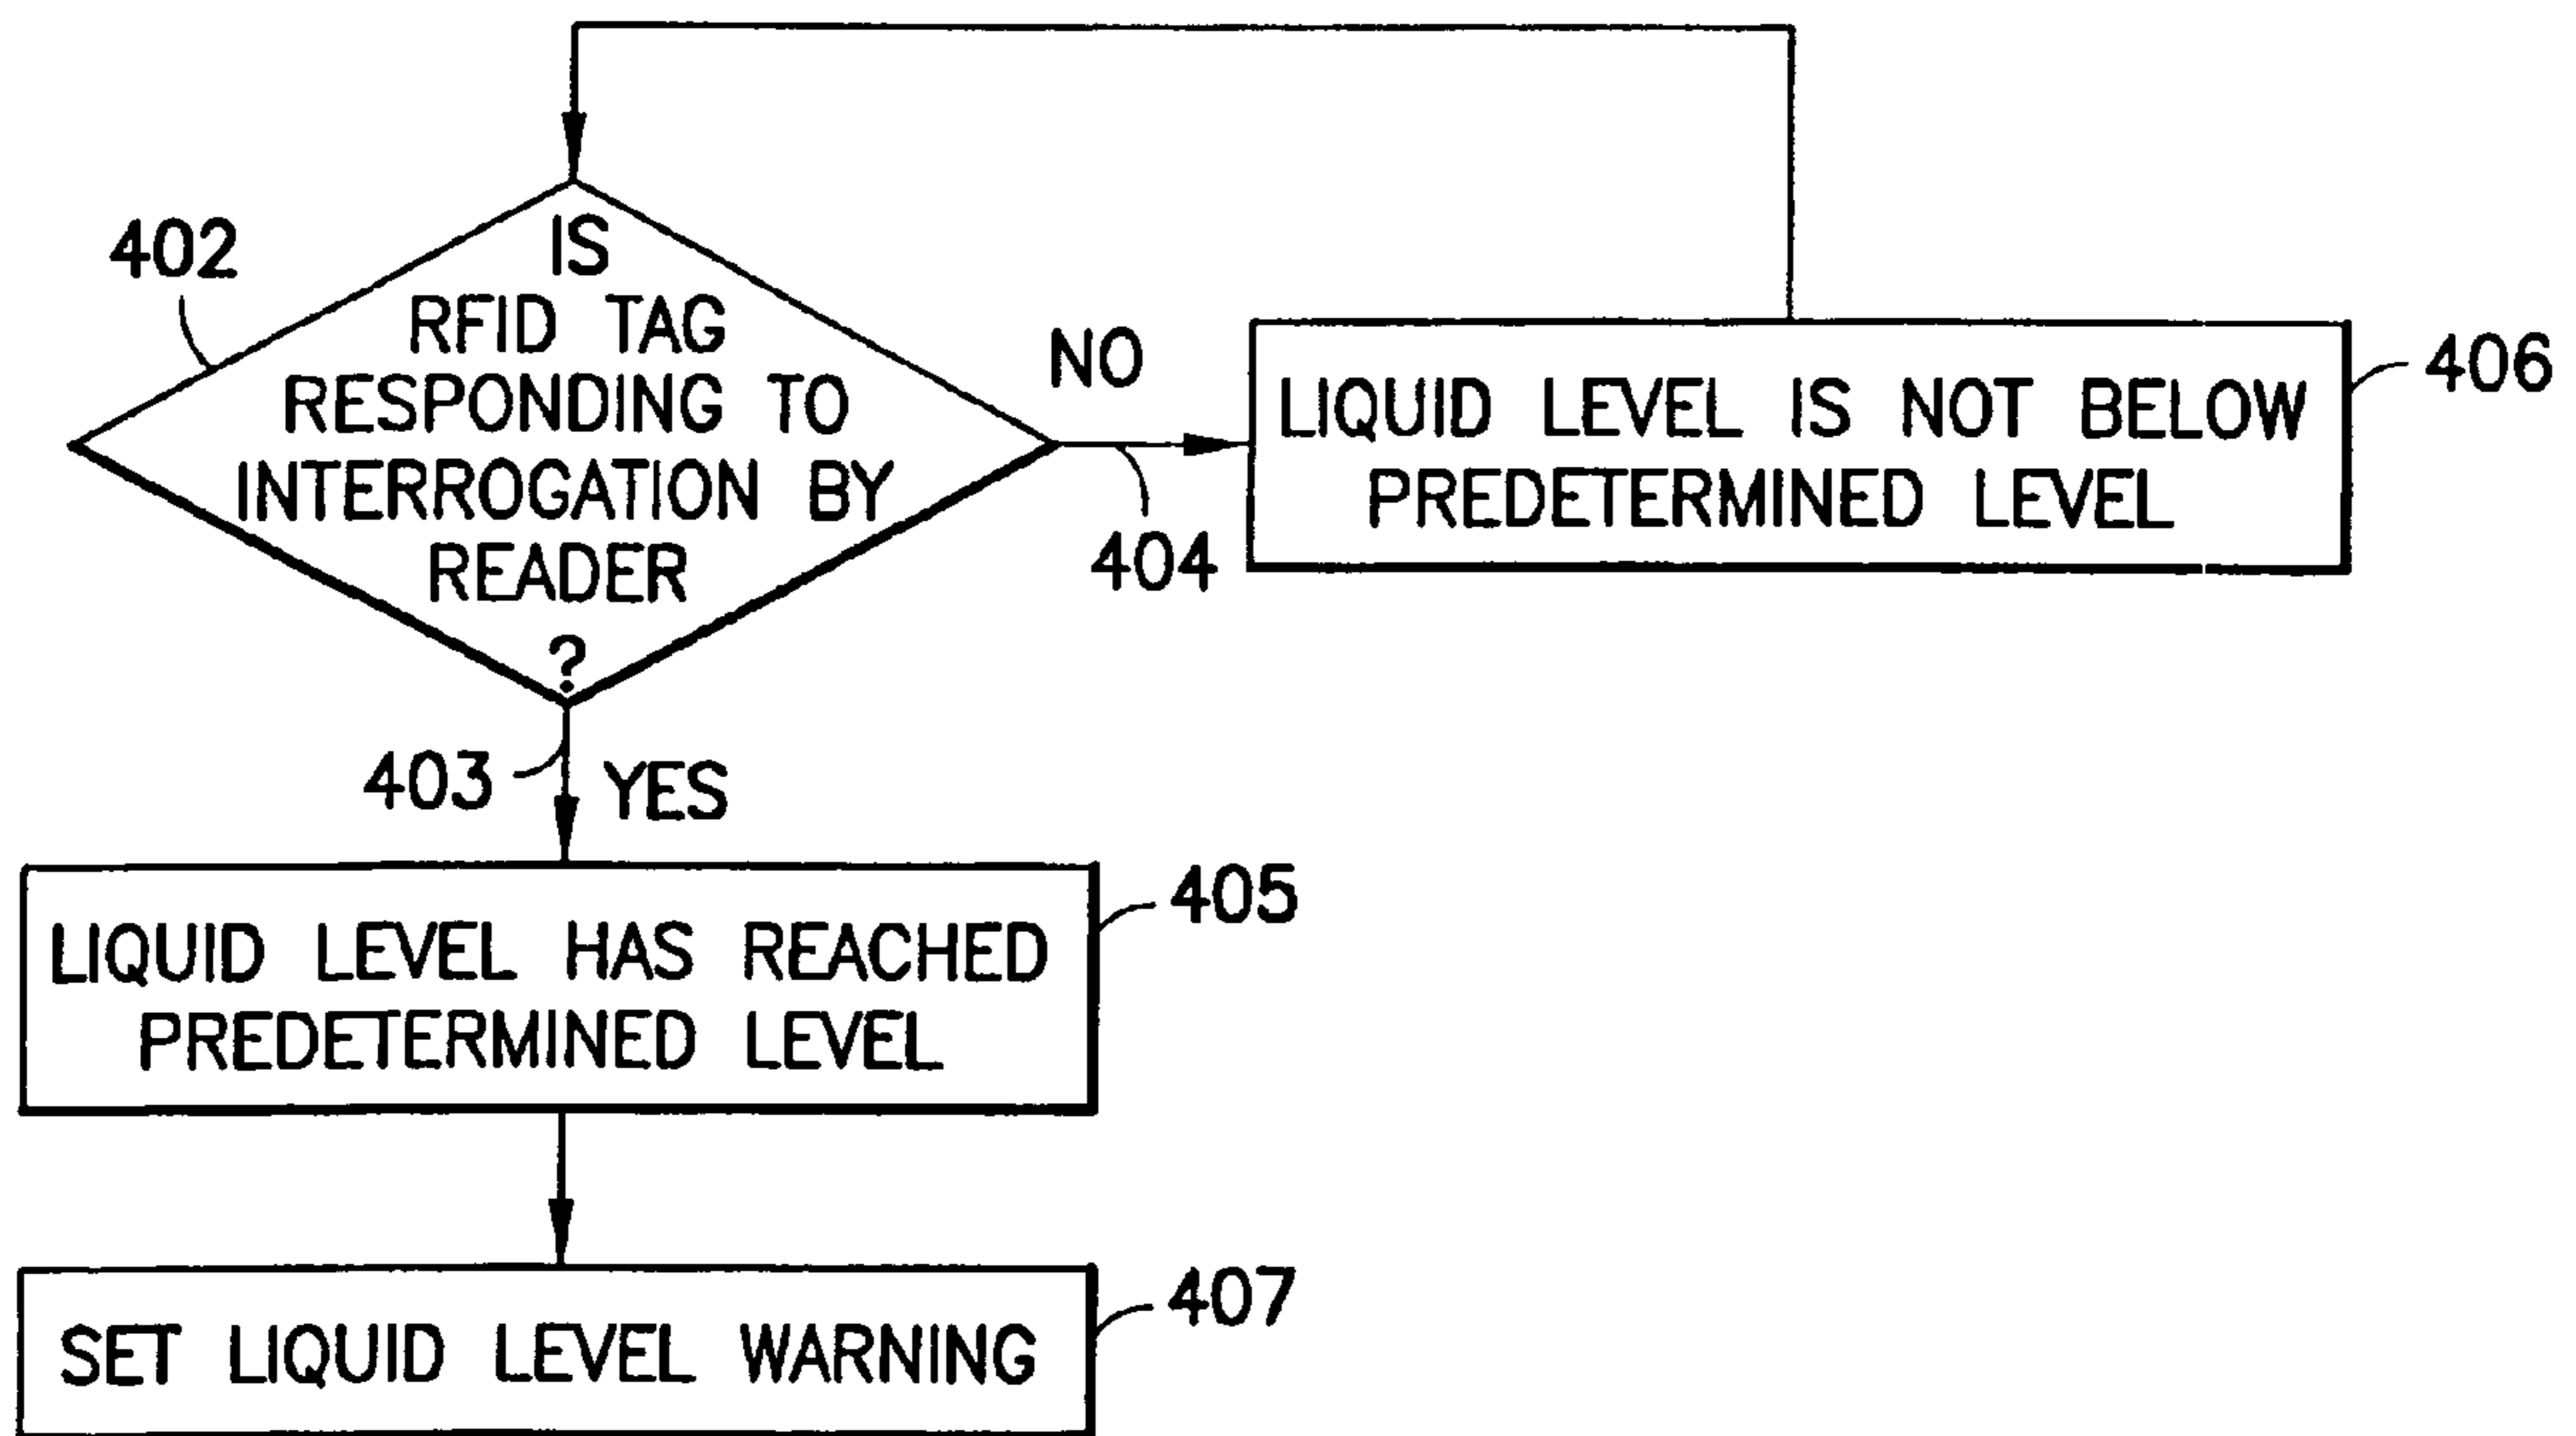 402
IS
RFID TAG
RESPONDING TO
INTERROGATION BY
READER
?
NO
404
LIQUID LEVEL IS NOT BELOW
PREDETERMINED LEVEL
406
403
YES
LIQUID LEVEL HAS REACHED
PREDETERMINED LEVEL
405
SET LIQUID LEVEL WARNING
407